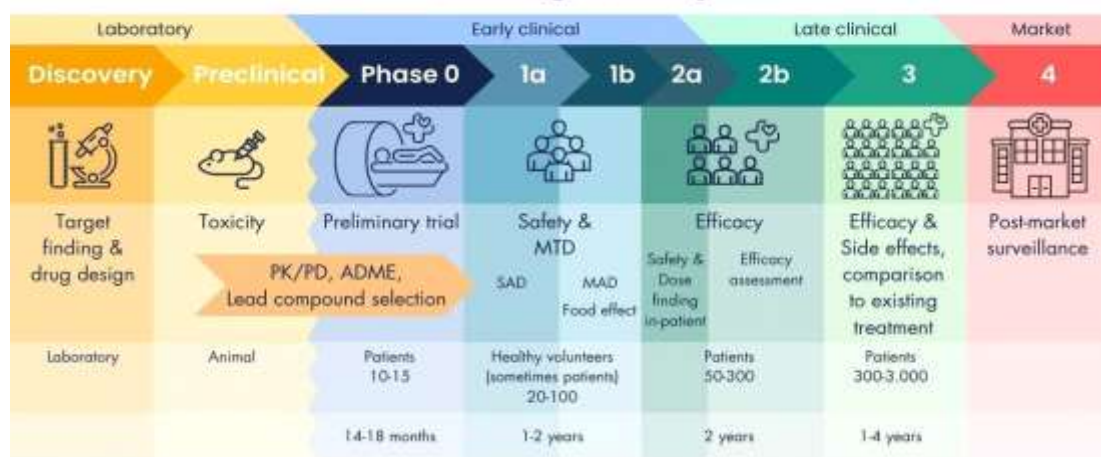 Laboratory
Early clinical
Late clinical
Market
Discovery
Preclinical
Phase 0
1a
1b
2a
2b
3
4
Target
finding &
drug design
Toxicity
Preliminary trial
PK/PD, ADME,
Lead compound selection
Safety &
MTD
SAD
MAD
Food effect
Efficacy
Safety &
Dose
finding
in-patient
Efficacy
assessment
Efficacy &
Side effects,
comparison
to existing
treatment
Post-market
surveillance
Laboratory
Animal
Patients
10-15
Healthy volunteers
(sometimes patients)
20-100
Patients
50-300
Patients
300-3.000
14-18 months
1-2 years
2 years
1-4 years